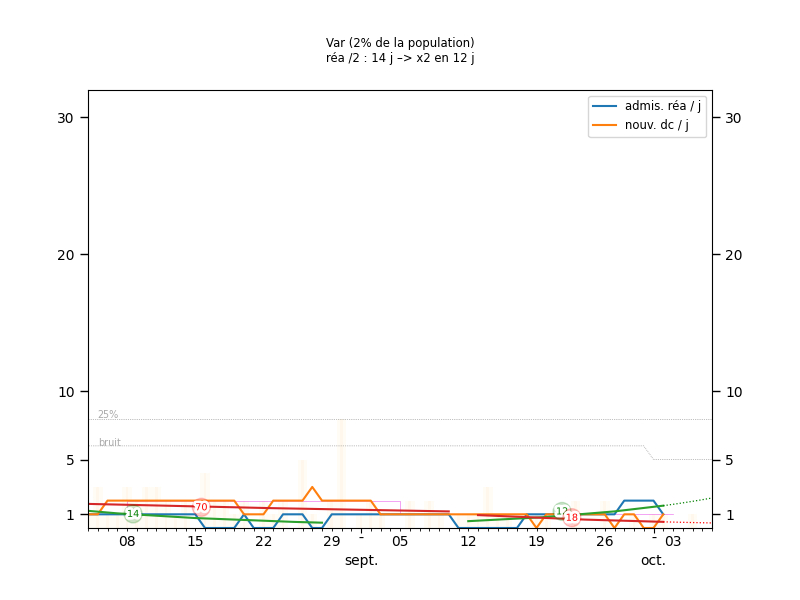 Var (2% de la population)
réa /2 : 14 j –> x2 en 12 j
admis. réa / j
nouv. dc / j
30 30
20 20
10 10
25%
bruit
5 5
70
14
12
18
1 1
08 15 22 29 - 05 12 19 26 - 03
sept. oct.